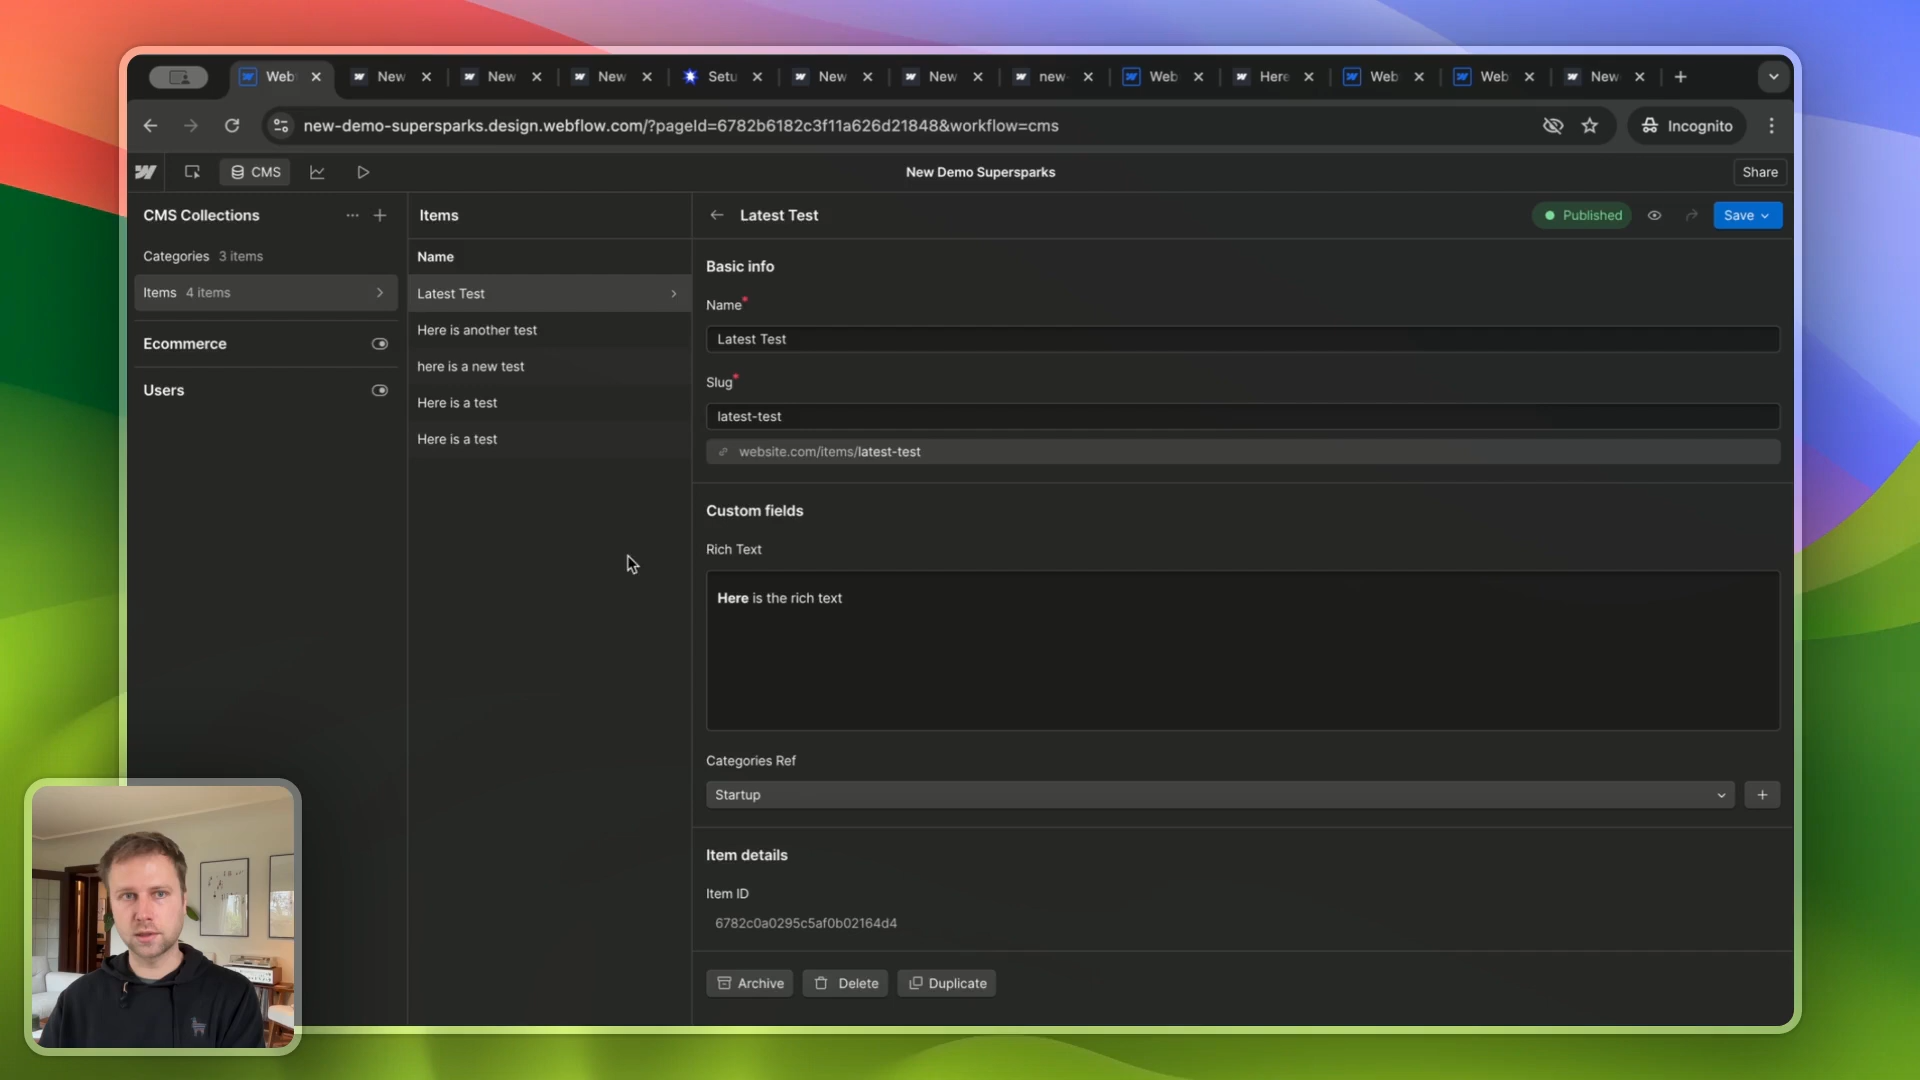 Web
New
New
New
Setu
New
New
new
Web
Here
Web
Web
New
new-demo-supersparks.design.webflow.com/?pageId=6782b6182c3f11a626d21848&workflow=cms
Incognito
CMS
New Demo Supersparks
Share
CMS Collections
Categories 3 items
Items 4 items
Ecommerce
Users
Items
Name
Latest Test
Here is another test
here is a new test
Here is a test
Here is a test
Latest Test
Published
Save
Basic info
Name*
Latest Test
Slug*
latest-test
website.com/items/latest-test
Custom fields
Rich Text
Here is the rich text
Categories Ref
Startup
Item details
Item ID
6782c0a0295c5af0b02164d4
Archive
Delete
Duplicate